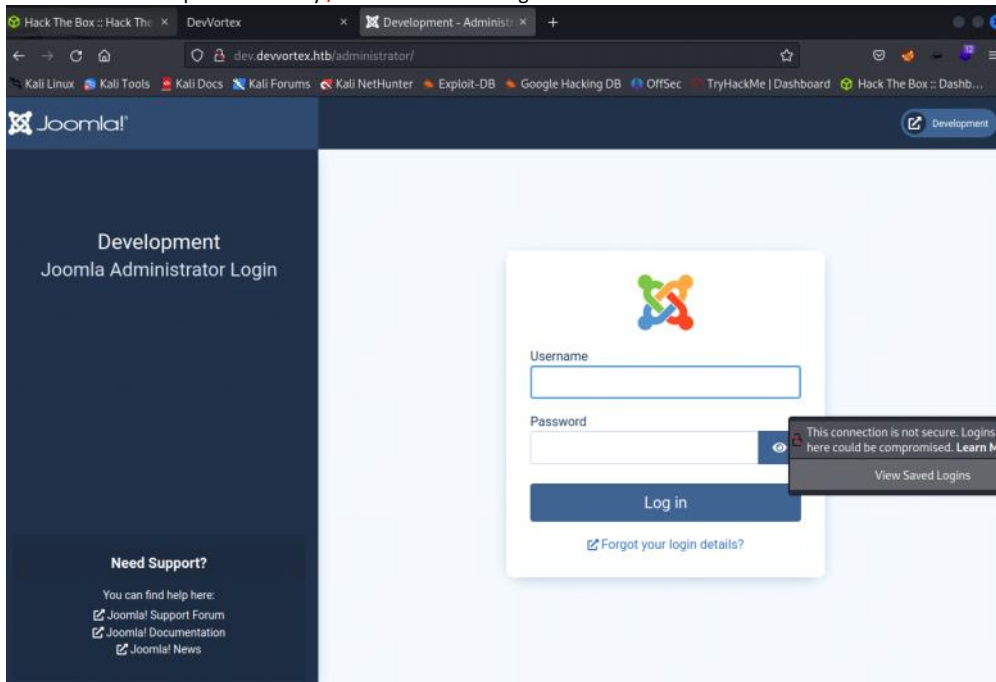 Hack The Box :: Hack The
DevVortex
Development - Administ
dev.devvortex.htb/administrator/
12
Kali Linux
Kali Tools
Kali Docs
Kali Forums
Kali NetHunter
Exploit-DB
Google Hacking DB
OffSec
TryHackMe | Dashboard
Hack The Box :: Dashb...
Joomla!
Development
Development
Joomla Administrator Login
Username
Password
This connection is not secure. Logins
here could be compromised. Learn M
View Saved Logins
Log in
Forgot your login details?
Need Support?
You can find help here:
Joomla! Support Forum
Joomla! Documentation
Joomla! News